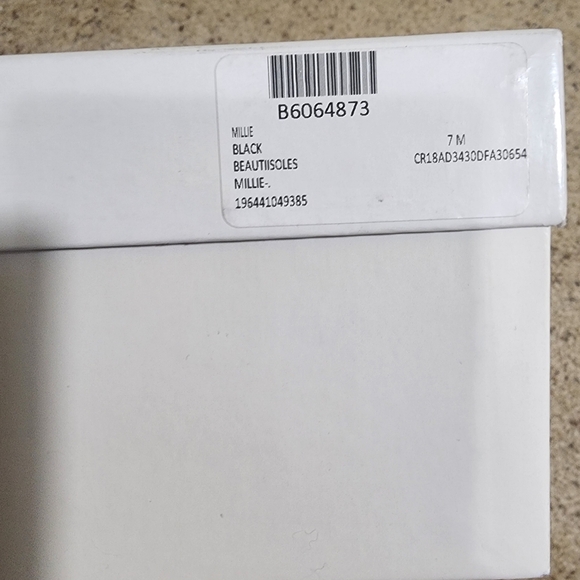 B6064873
MILLIE
BLACK
BEAUTIISOLES
MILLIE-.
196441049385
7 M
CR18AD3430DFA30654